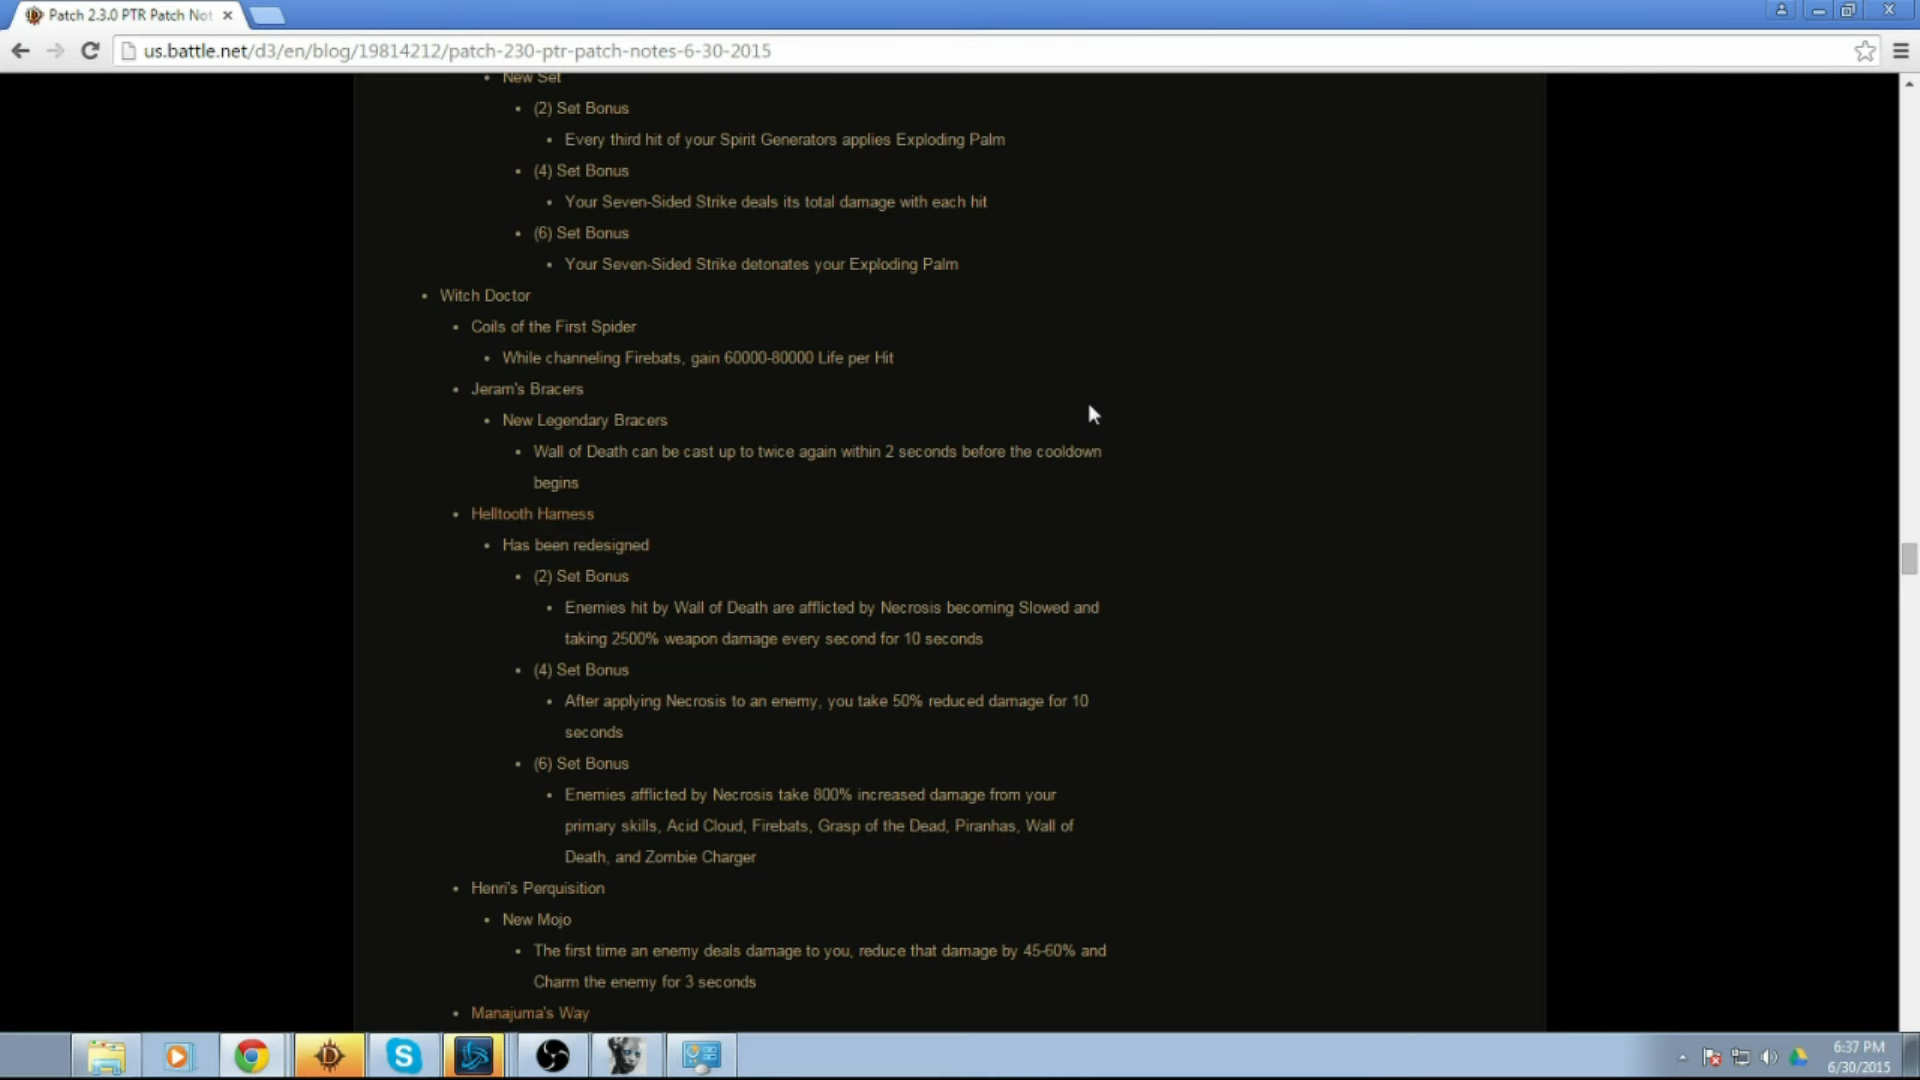 Patch 2.3.0 PTR Patch Not
us.battle.net/d3/en/blog/19814212/patch-230-ptr-patch-notes-6-30-2015
New Set
(2) Set Bonus
Every third hit of your Spirit Generators applies Exploding Palm
(4) Set Bonus
Your Seven-Sided Strike deals its total damage with each hit
(6) Set Bonus
Your Seven-Sided Strike detonates your Exploding Palm
Witch Doctor
Coils of the First Spider
While channeling Firebats, gain 60000-80000 Life per Hit
Jeram's Bracers
New Legendary Bracers
Wall of Death can be cast up to twice again within 2 seconds before the cooldown
begins
Helltooth Harness
Has been redesigned
(2) Set Bonus
Enemies hit by Wall of Death are afflicted by Necrosis becoming Slowed and
taking 2500% weapon damage every second for 10 seconds
(4) Set Bonus
After applying Necrosis to an enemy, you take 50% reduced damage for 10
seconds
(6) Set Bonus
Enemies afflicted by Necrosis take 800% increased damage from your
primary skills, Acid Cloud, Firebats, Grasp of the Dead, Piranhas, Wall of
Death, and Zombie Charger
Henri's Perquisition
New Mojo
The first time an enemy deals damage to you, reduce that damage by 45-60% and
Charm the enemy for 3 seconds
Manajuma's Way
6:37 PM
6/30/2015